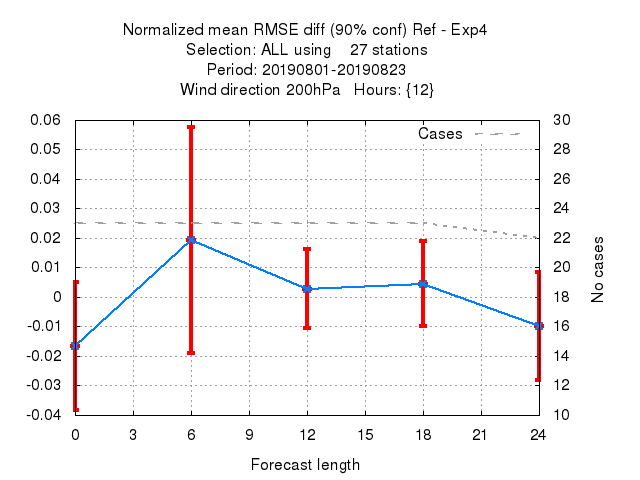 Normalized mean RMSE diff (90% conf) Ref - Exp4
Selection: ALL using    27 stations
Period: 20190801-20190823
Wind direction 200hPa   Hours: {12}
0.06
0.05
0.04
0.03
0.02
0.01
0
-0.01
-0.02
-0.03
-0.04
Cases
30
28
26
24
22
20
18
16
14
12
10
No cases
0 3 6 9 12 15 18 21 24
Forecast length